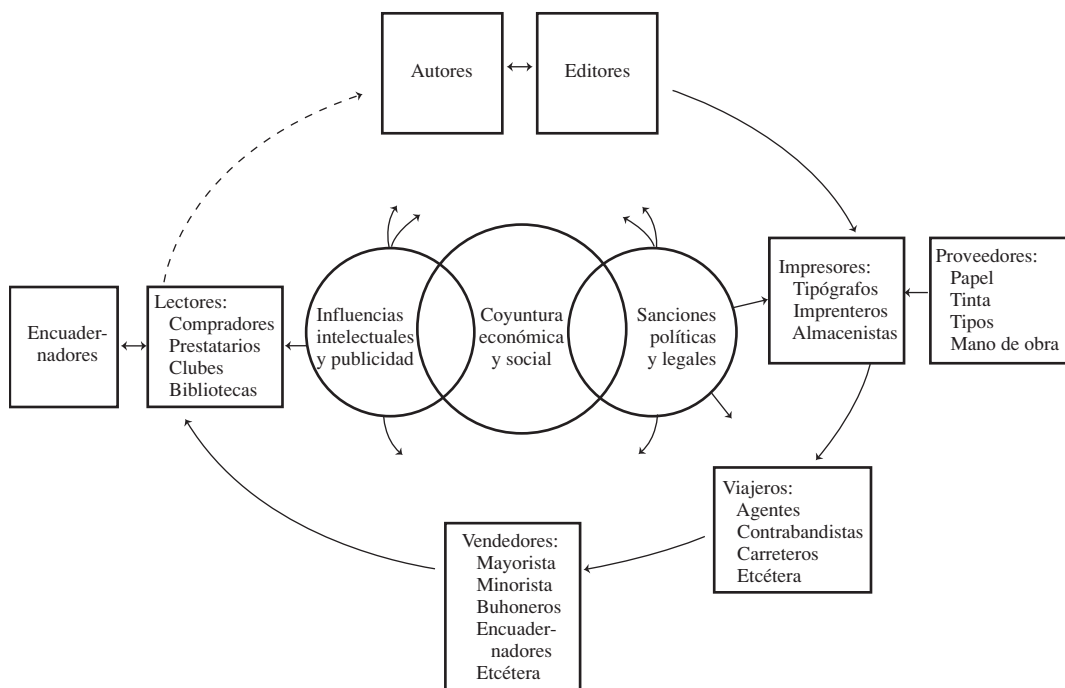 Autores
Editores
Influencias
intelectuales
y publicidad
Coyuntura
económica
y social
Sanciones
políticas
y legales
Impresores:
Tipógrafos
Imprenteros
Almacenistas
Proveedores:
Papel
Tinta
Tipos
Mano de obra
Encuader-
nadores
Lectores:
Compradores
Prestatarios
Clubes
Bibliotecas
Viajeros:
Agentes
Contrabandistas
Carreteros
Etcétera
Vendedores:
Mayorista
Minorista
Buhoneros
Encuader-
nadores
Etcétera